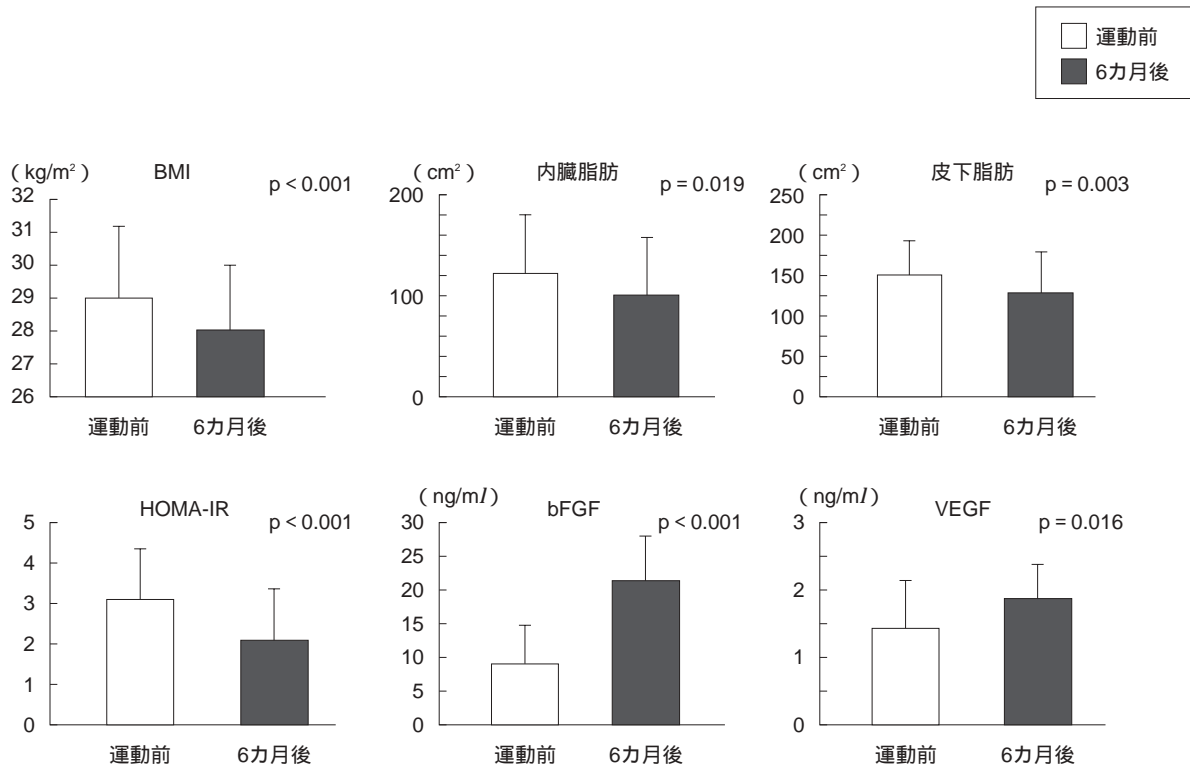 運動前
6カ月後
（kg/m²） BMI p < 0.001
32
31
30
29
28
27
26
運動前 6カ月後
（cm²） 内臓脂肪 p = 0.019
200
100
0
運動前 6カ月後
（cm²） 皮下脂肪 p = 0.003
250
200
150
100
50
0
運動前 6カ月後
HOMA-IR p < 0.001
5
4
3
2
1
0
運動前 6カ月後
（ng/ml） bFGF p < 0.001
30
25
20
15
10
5
0
運動前 6カ月後
（ng/ml） VEGF p = 0.016
3
2
1
0
運動前 6カ月後